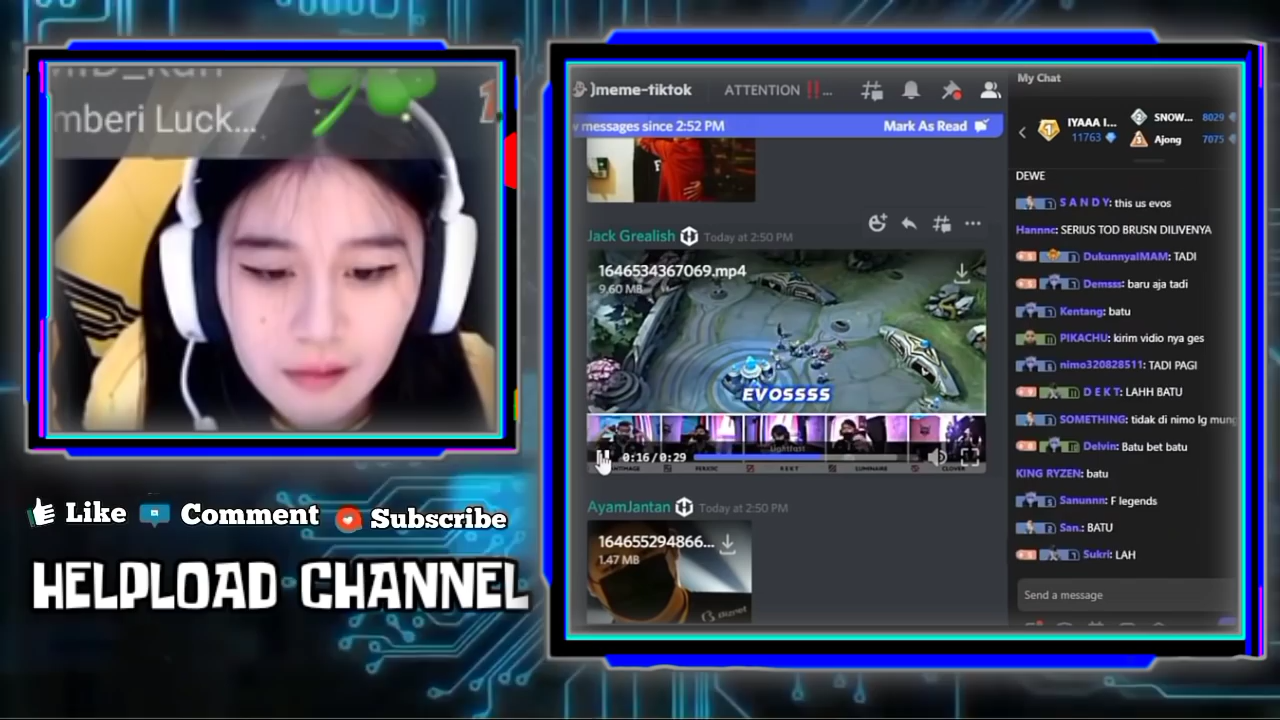 mberi Luck...
Like
Comment
Subscribe
HELPLOAD CHANNEL
)meme-tiktok
ATTENTION ‼️ ...
messages since 2:52 PM
Mark As Read
Jack Grealish
Today at 2:50 PM
1646534367069.mp4
9.60 MB
EVOSSSS
0:16/0:29
AyamJantan
Today at 2:50 PM
164655294866...
1.47 MB
My Chat
IYAAA I...
11763
SNOW...
8029
Ajong
7075
DEWE
S A N D Y: this us evos
Hannnc: SERIUS TOD BRUSN DILIVENYA
DukunnyaIMAM: TADI
Demsss: baru aja tadi
Kentang: batu
PIKACHU: kirim vidio nya ges
nimo320828511: TADI PAGI
D E K T: LAHH BATU
SOMETHING: tidak di nimo lg mung
Delvin: Batu bet batu
KING RYZEN: batu
Sanunnn: F legends
San.: BATU
Sukri: LAH
Send a message